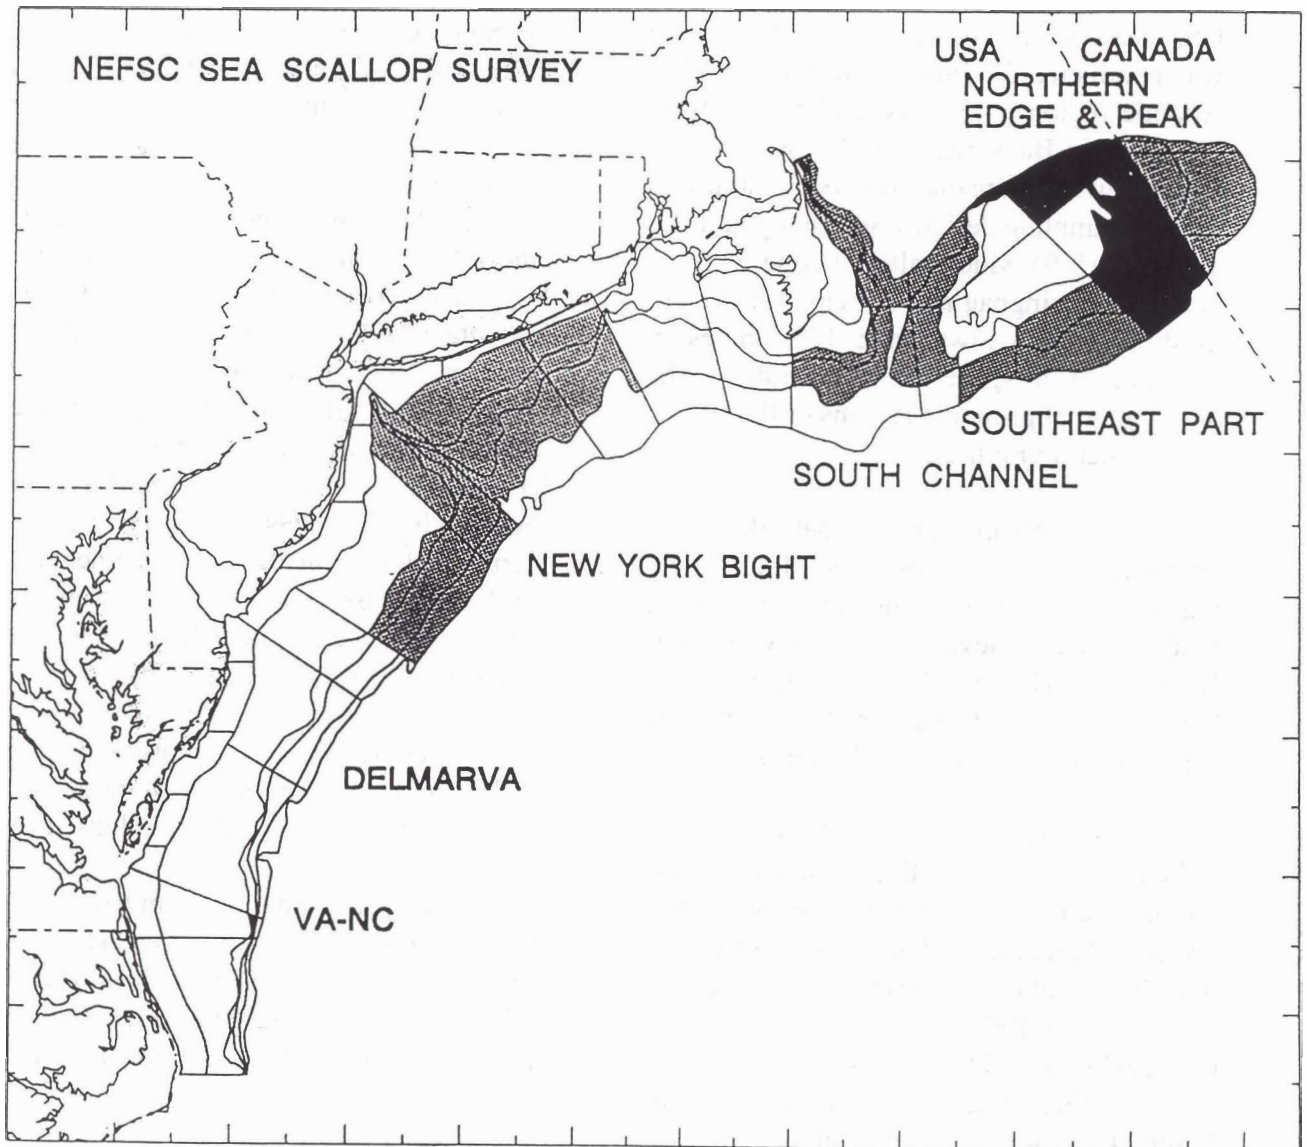 NEFSC SEA SCALLOP SURVEY
USA CANADA
NORTHERN
EDGE & PEAK
SOUTHEAST PART
SOUTH CHANNEL
NEW YORK BIGHT
DELMARVA
VA-NC